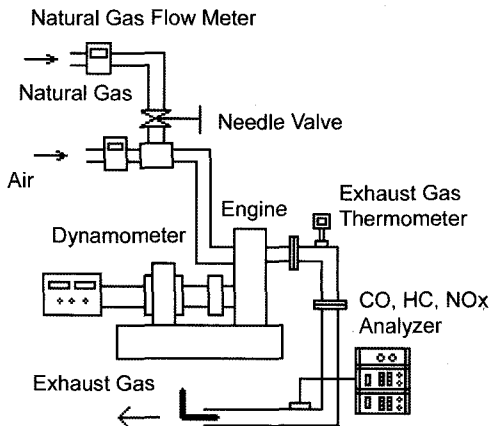 Natural Gas Flow Meter
Natural Gas
Needle Valve
Air
Engine
Exhaust Gas
Thermometer
Dynamometer
CO, HC, NOx
Analyzer
Exhaust Gas